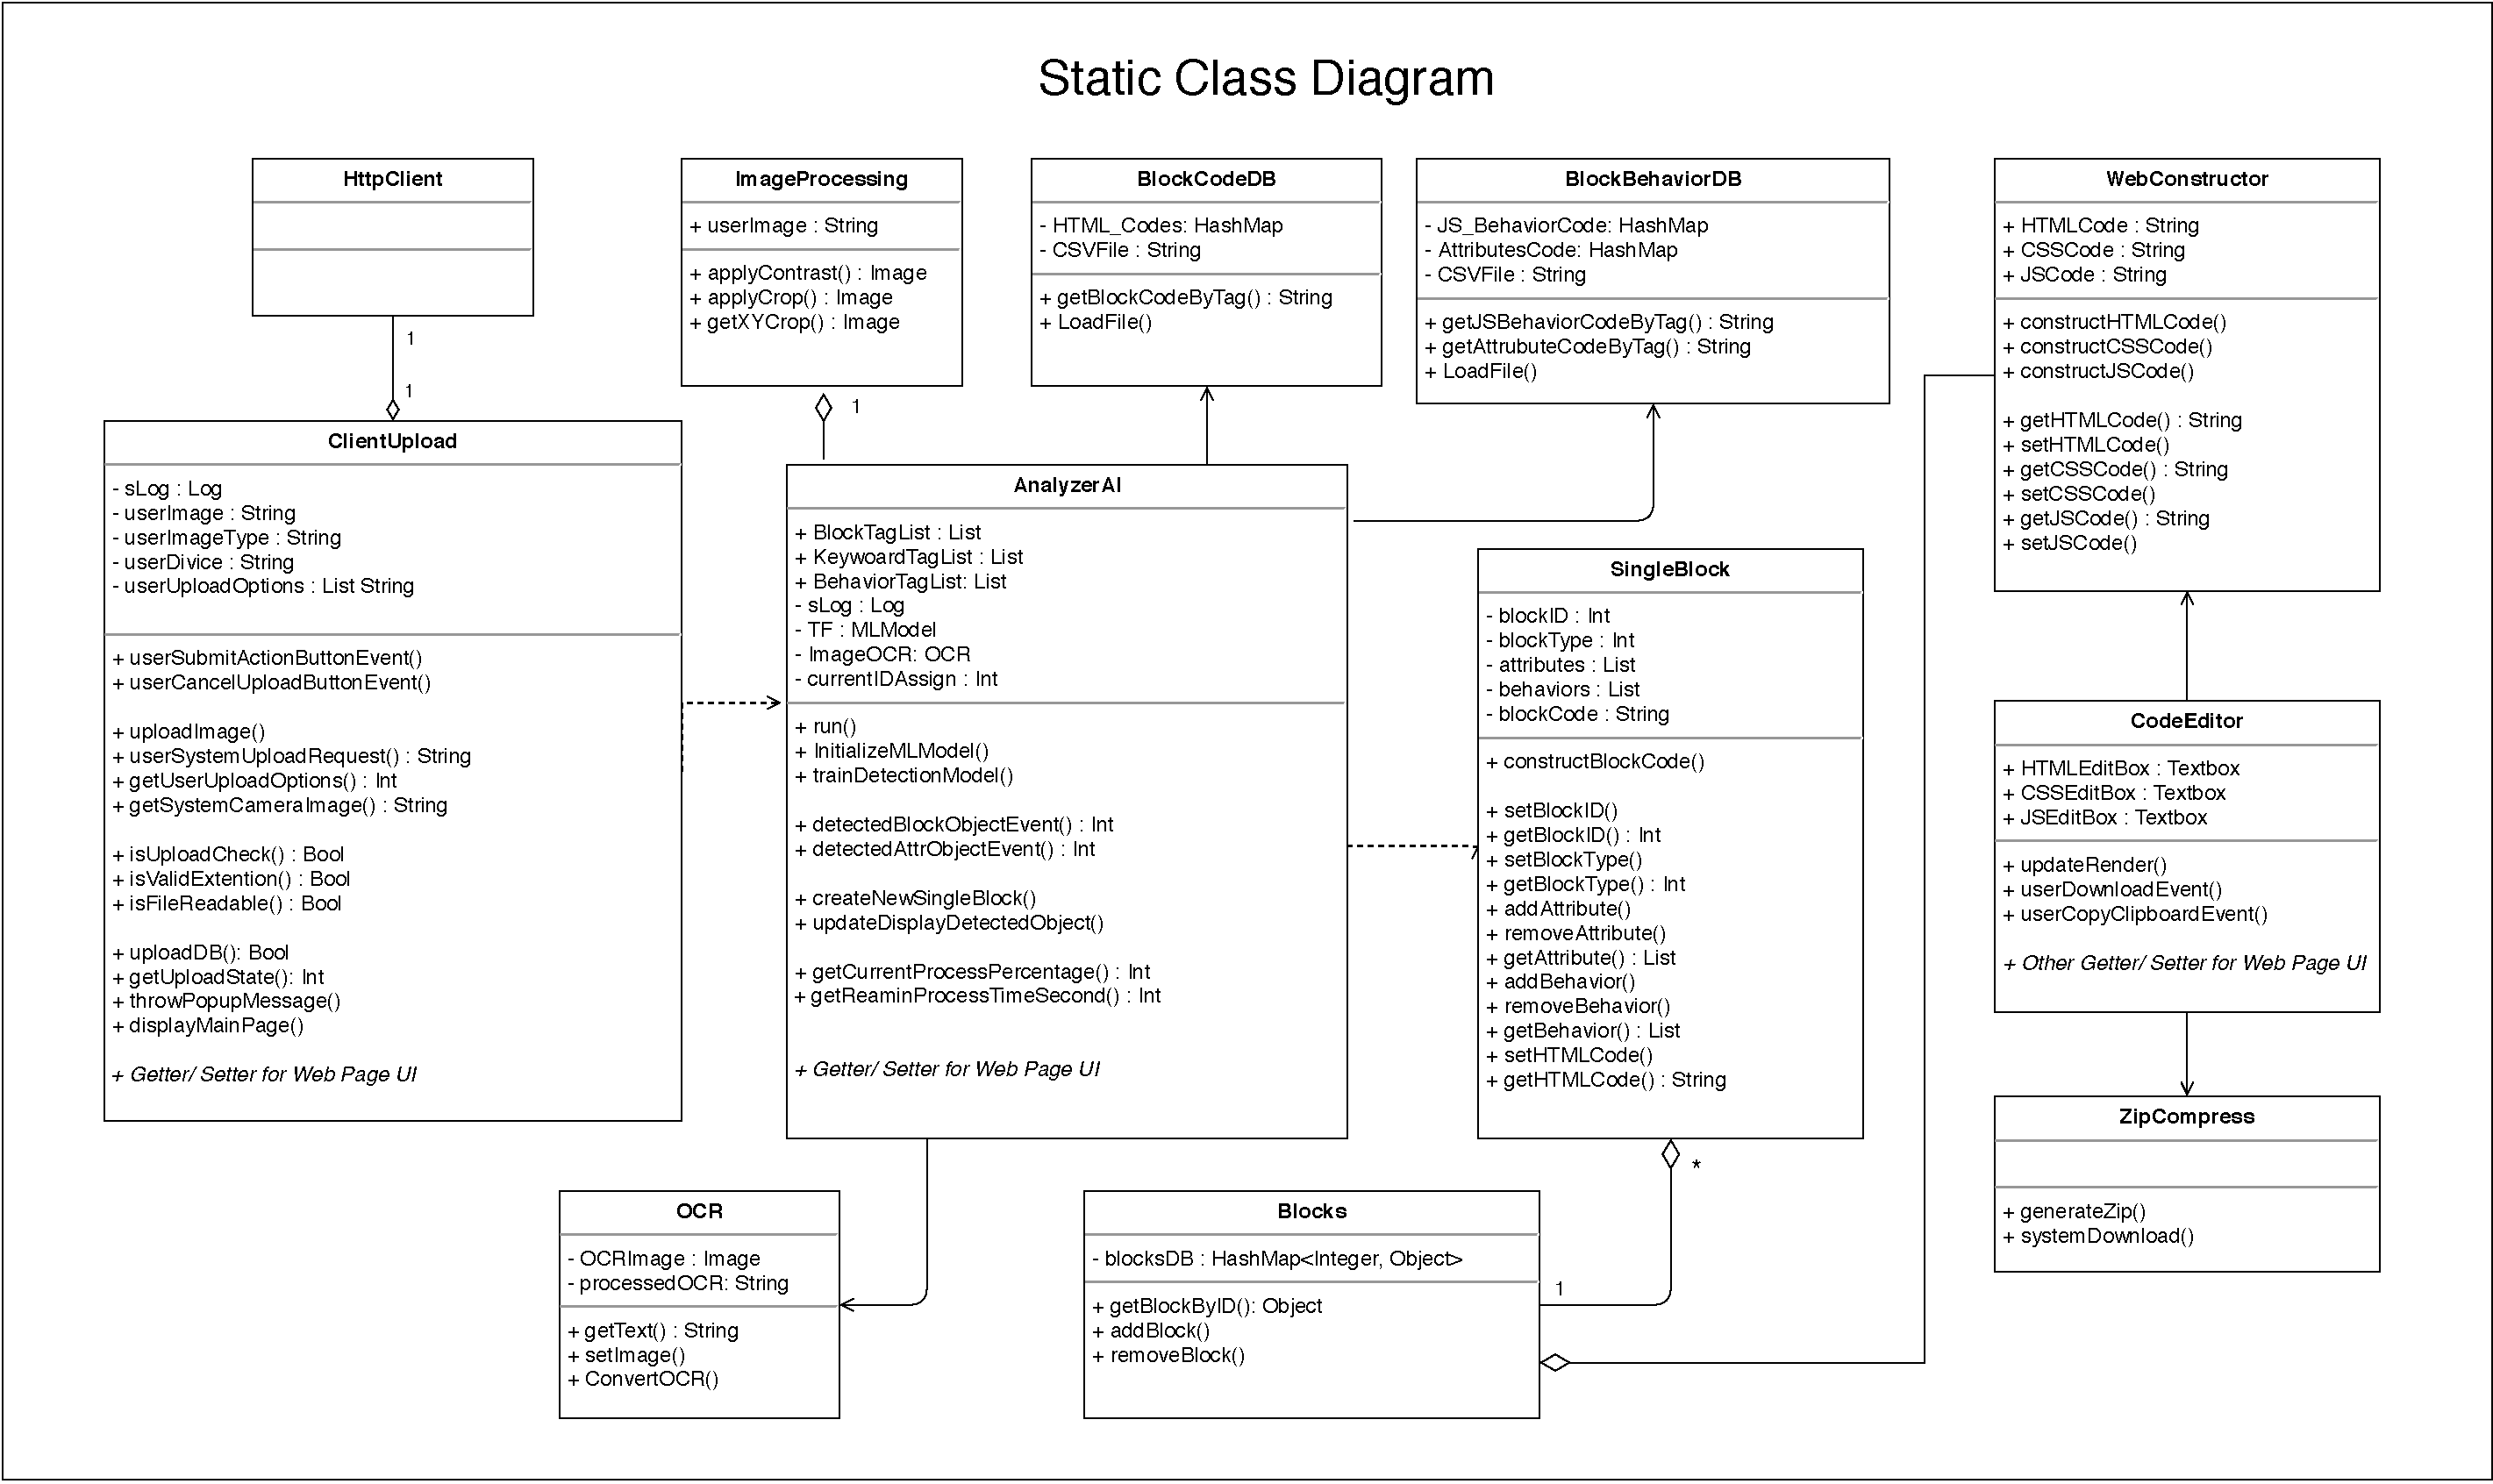 Static Class Diagram
HttpClient
1
1
ImageProcessing
+ userImage : String
+ applyContrast() : Image
+ applyCrop() : Image
+ getXYCrop() : Image
1
BlockCodeDB
- HTML_Codes: HashMap
- CSVFile : String
+ getBlockCodeByTag() : String
+ LoadFile()
BlockBehaviorDB
- JS_BehaviorCode: HashMap
- AttributesCode: HashMap
- CSVFile : String
+ getJSBehaviorCodeByTag() : String
+ getAttrubuteCodeByTag() : String
+ LoadFile()
WebConstructor
+ HTMLCode : String
+ CSSCode : String
+ JSCode : String
+ constructHTMLCode()
+ constructCSSCode()
+ constructJSCode()
+ getHTMLCode() : String
+ setHTMLCode()
+ getCSSCode() : String
+ setCSSCode()
+ getJSCode() : String
+ setJSCode()
ClientUpload
- sLog : Log
- userImage : String
- userImageType : String
- userDivice : String
- userUploadOptions : List String
+ userSubmitActionButtonEvent()
+ userCancelUploadButtonEvent()
+ uploadImage()
+ userSystemUploadRequest() : String
+ getUserUploadOptions() : Int
+ getSystemCameraImage() : String
+ isUploadCheck() : Bool
+ isValidExtention() : Bool
+ isFileReadable() : Bool
+ uploadDB(): Bool
+ getUploadState(): Int
+ throwPopupMessage()
+ displayMainPage()
+ Getter/ Setter for Web Page UI
AnalyzerAI
+ BlockTagList : List
+ KeywoardTagList : List
+ BehaviorTagList: List
- sLog : Log
- TF : MLModel
- ImageOCR: OCR
- currentIDAssign : Int
+ run()
+ InitializeMLModel()
+ trainDetectionModel()
+ detectedBlockObjectEvent() : Int
+ detectedAttrObjectEvent() : Int
+ createNewSingleBlock()
+ updateDisplayDetectedObject()
+ getCurrentProcessPercentage() : Int
+ getReaminProcessTimeSecond() : Int
+ Getter/ Setter for Web Page UI
SingleBlock
- blockID : Int
- blockType : Int
- attributes : List
- behaviors : List
- blockCode : String
+ constructBlockCode()
+ setBlockID()
+ getBlockID() : Int
+ setBlockType()
+ getBlockType() : Int
+ addAttribute()
+ removeAttribute()
+ getAttribute() : List
+ addBehavior()
+ removeBehavior()
+ getBehavior() : List
+ setHTMLCode()
+ getHTMLCode() : String
*
CodeEditor
+ HTMLEditBox : Textbox
+ CSSEditBox : Textbox
+ JSEditBox : Textbox
+ updateRender()
+ userDownloadEvent()
+ userCopyClipboardEvent()
+ Other Getter/ Setter for Web Page UI
ZipCompress
+ generateZip()
+ systemDownload()
OCR
- OCRImage : Image
- processedOCR: String
+ getText() : String
+ setImage()
+ ConvertOCR()
Blocks
- blocksDB : HashMap<Integer, Object>
+ getBlockByID(): Object
+ addBlock()
+ removeBlock()
1